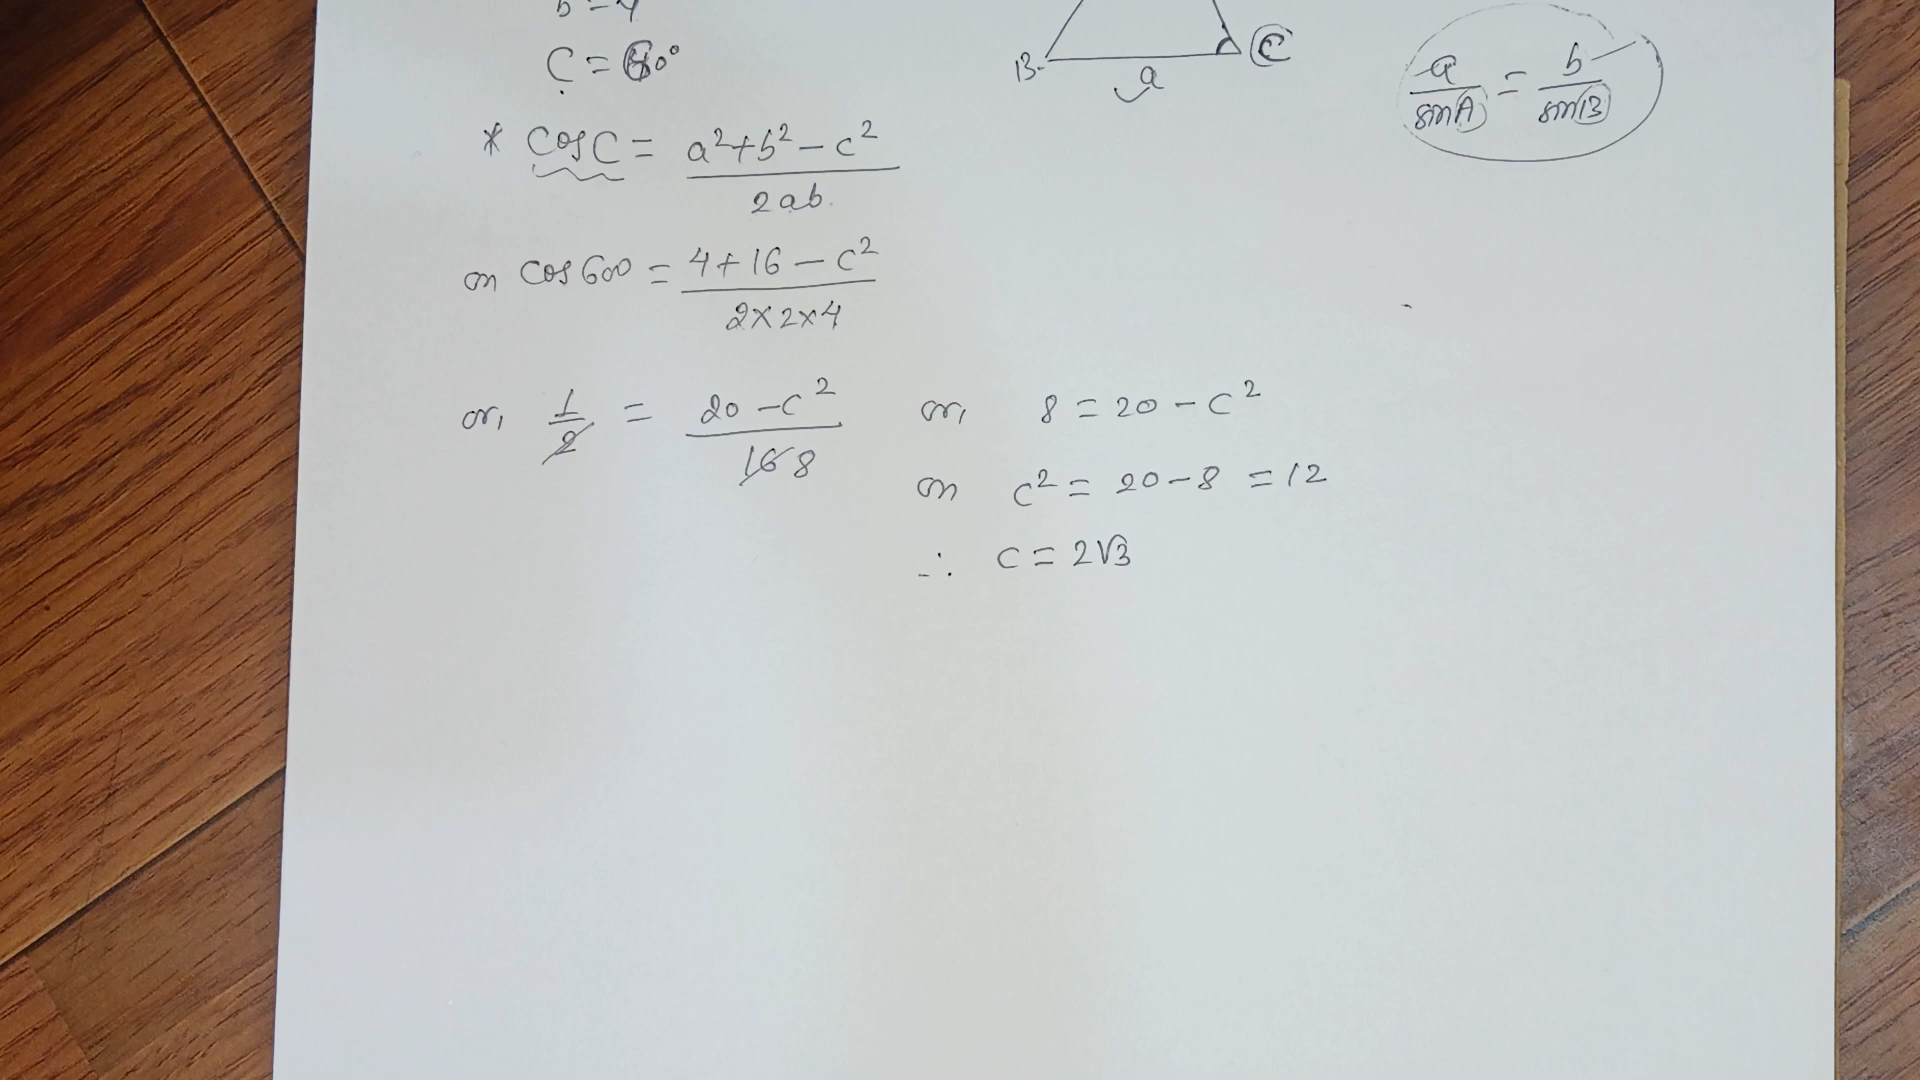 b = 4
C = 60°
B
a
C
a/sinA = b/sinB
* cosC = a²+b²-c² / 2ab.
or cos60° = 4+16-c² / 2×2×4
or, 1/2 = 20-c² / 16 8
or, 8 = 20-c²
or c² = 20-8 = 12
∴ c = 2√3